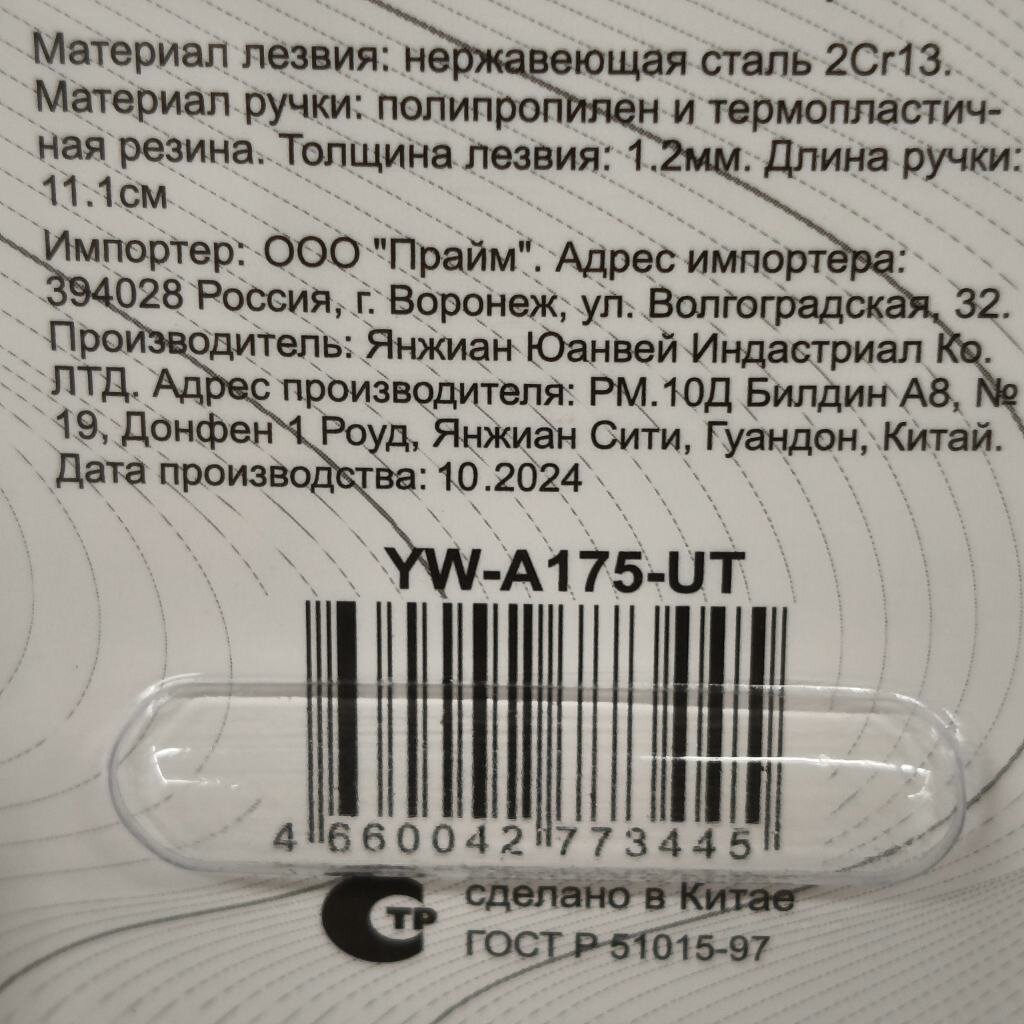 Материал лезвия: нержавеющая сталь 2Cr13.
Материал ручки: полипропилен и термопластич-
ная резина. Толщина лезвия: 1.2мм. Длина ручки:
11.1см
Импортер: ООО "Прайм". Адрес импортера:
394028 Россия, г. Воронеж, ул. Волгоградская, 32.
Производитель: Янжиан Юанвей Индастриал Ко.
ЛТД. Адрес производителя: РМ.10Д Билдин А8, №
19, Донфен 1 Роуд, Янжиан Сити, Гуандон, Китай.
Дата производства: 10.2024
YW-A175-UT
4 660042 773445
ТР
сделано в Китае
ГОСТ Р 51015-97